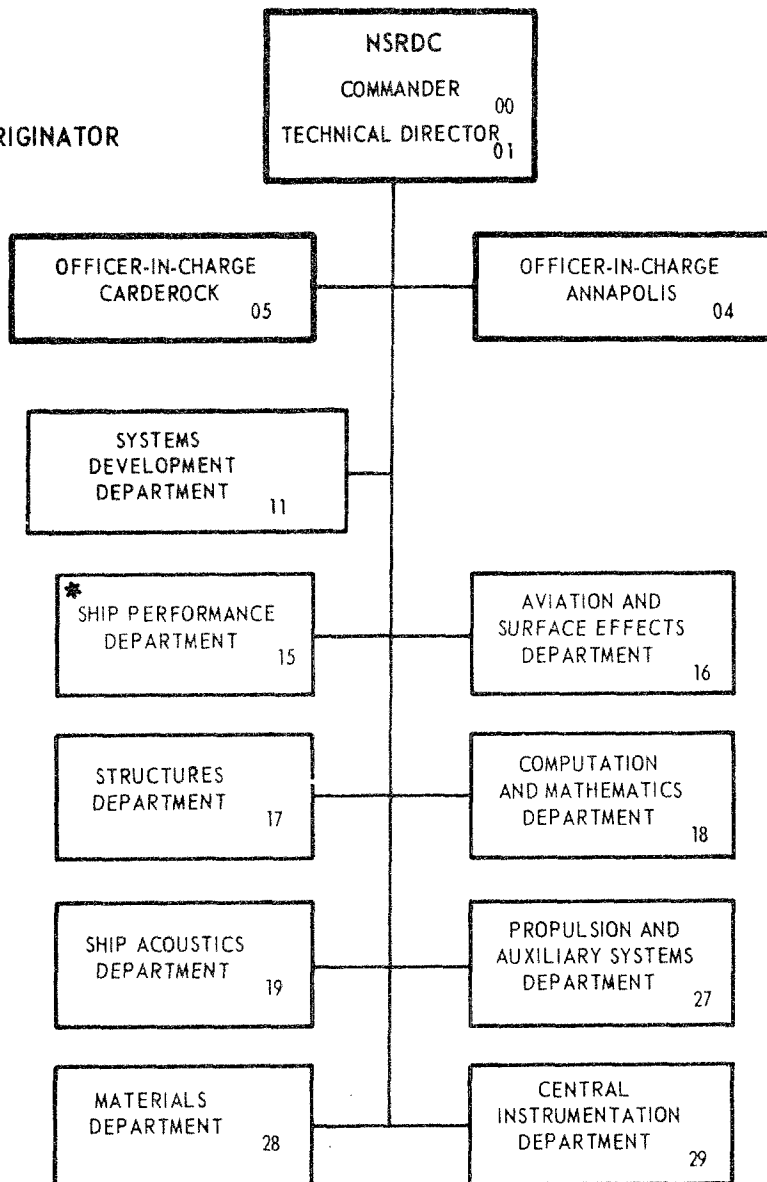 NSRDC
COMMANDER
00
TECHNICAL DIRECTOR
01
RIGINATOR
OFFICER-IN-CHARGE
CARDEROCK
05
OFFICER-IN-CHARGE
ANNAPOLIS
04
SYSTEMS
DEVELOPMENT
DEPARTMENT
11
*
SHIP PERFORMANCE
DEPARTMENT
15
AVIATION AND
SURFACE EFFECTS
DEPARTMENT
16
STRUCTURES
DEPARTMENT
17
COMPUTATION
AND MATHEMATICS
DEPARTMENT
18
SHIP ACOUSTICS
DEPARTMENT
19
PROPULSION AND
AUXILIARY SYSTEMS
DEPARTMENT
27
MATERIALS
DEPARTMENT
28
CENTRAL
INSTRUMENTATION
DEPARTMENT
29